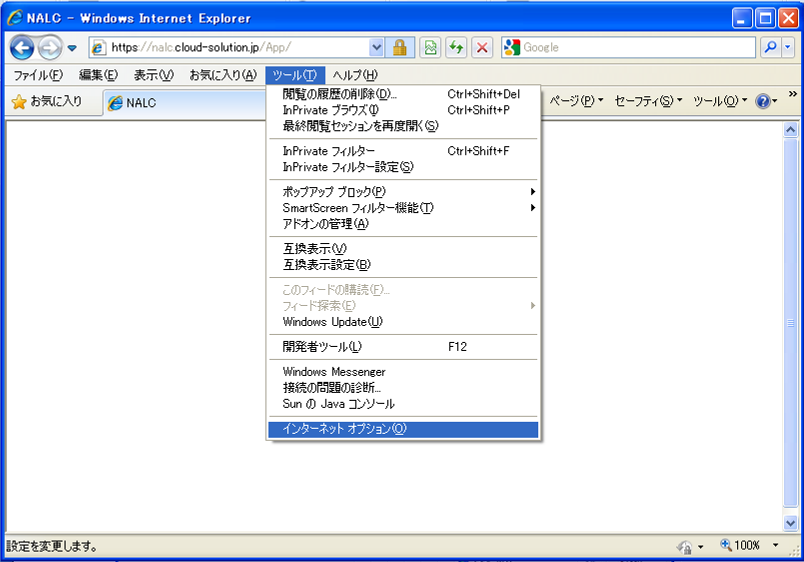 NALC - Windows Internet Explorer
https://nalc.cloud-solution.jp/App/
Google
ファイル(F) 編集(E) 表示(V) お気に入り(A) ツール(T) ヘルプ(H)
お気に入り NALC ページ(P) セーフティ(S) ツール(O)
閲覧の履歴の削除(D)... Ctrl+Shift+Del
InPrivate ブラウズ(I) Ctrl+Shift+P
最終閲覧セッションを再度開く(S)
InPrivate フィルター Ctrl+Shift+F
InPrivate フィルター設定(S)
ポップアップ ブロック(P)
SmartScreen フィルター機能(T)
アドオンの管理(A)
互換表示(V)
互換表示設定(B)
このフィードの購読(F)...
フィード探索(E)
Windows Update(U)
開発者ツール(L) F12
Windows Messenger
接続の問題の診断...
Sun の Java コンソール
インターネット オプション(O)
設定を変更します。 100%